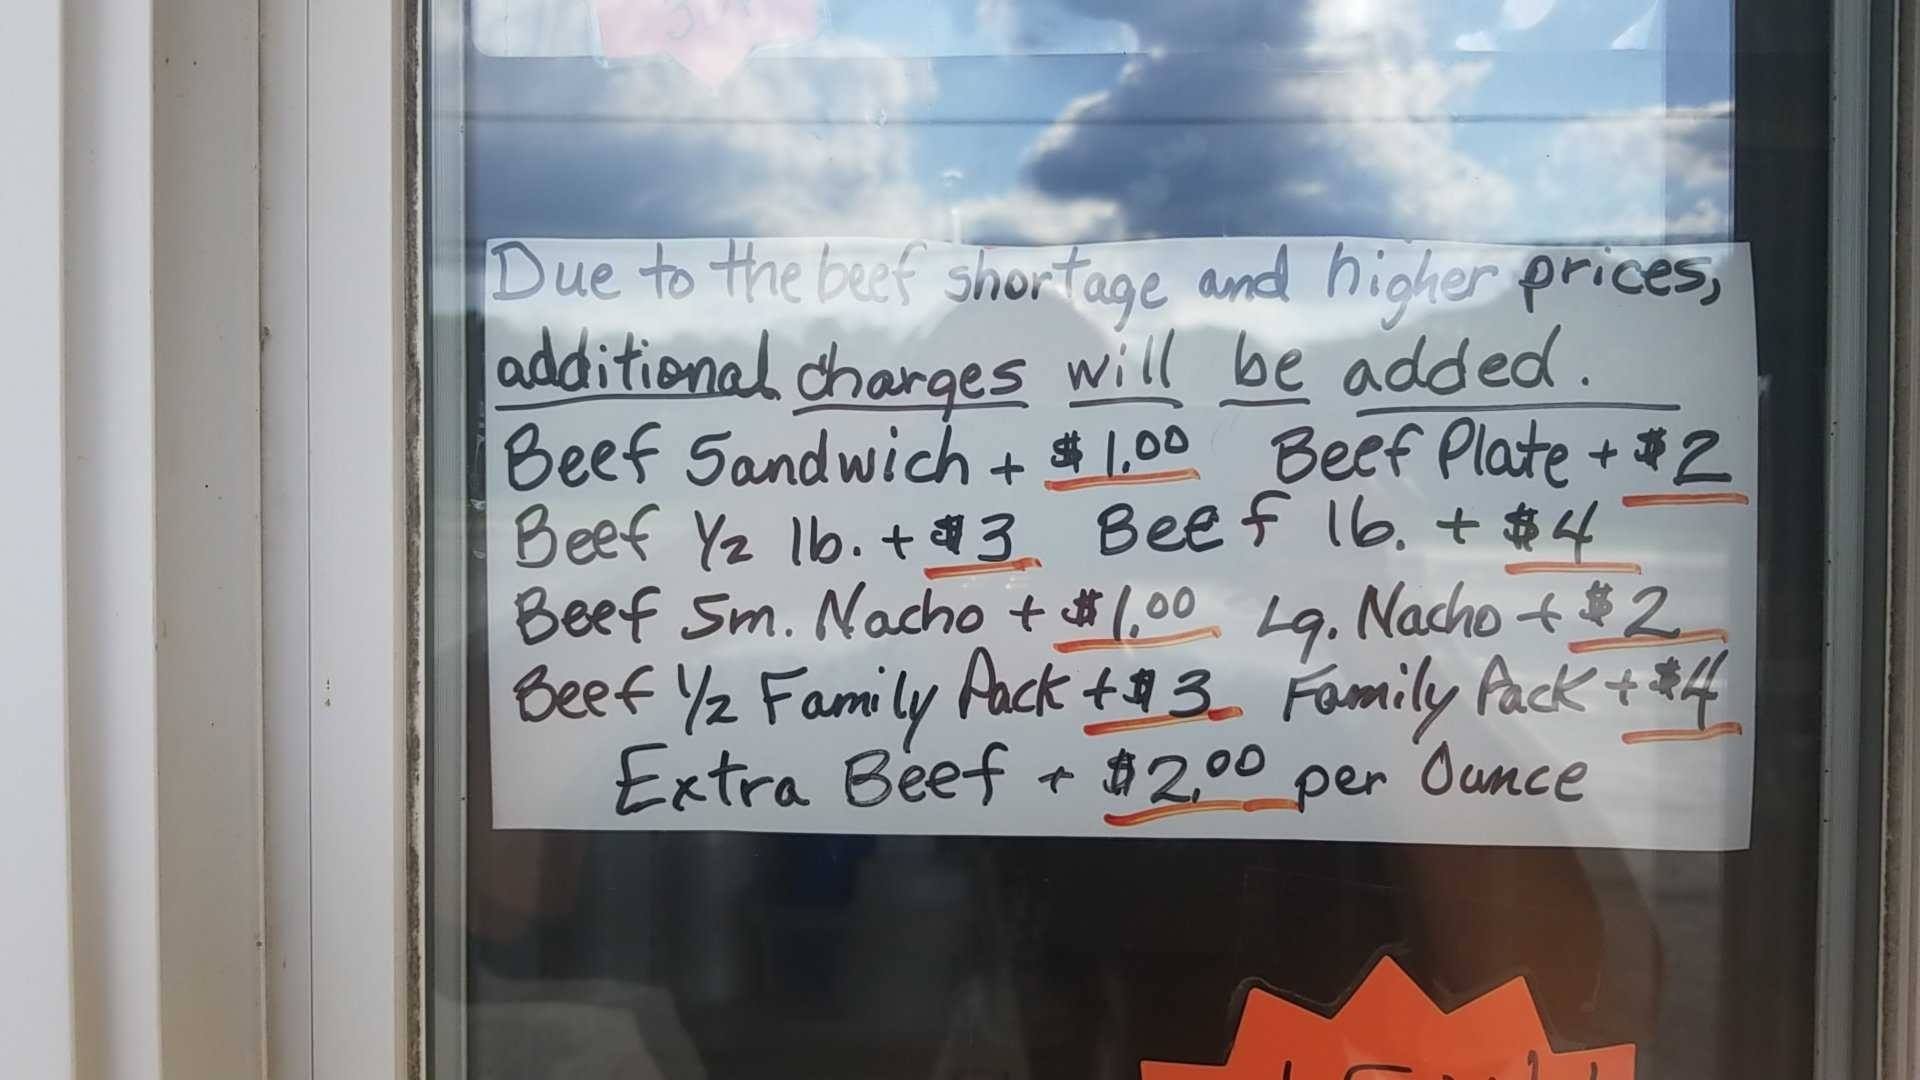 Due to the beef shortage and higher prices,
additional charges will be added.
Beef Sandwich + $1.00 Beef Plate + $2
Beef 1/2 lb. + $3 Beef lb. + $4
Beef Sm. Nacho + $1.00 Lg. Nacho + $2
Beef 1/2 Family Pack + $3 Family Pack + $4
Extra Beef + $2.00 per Ounce